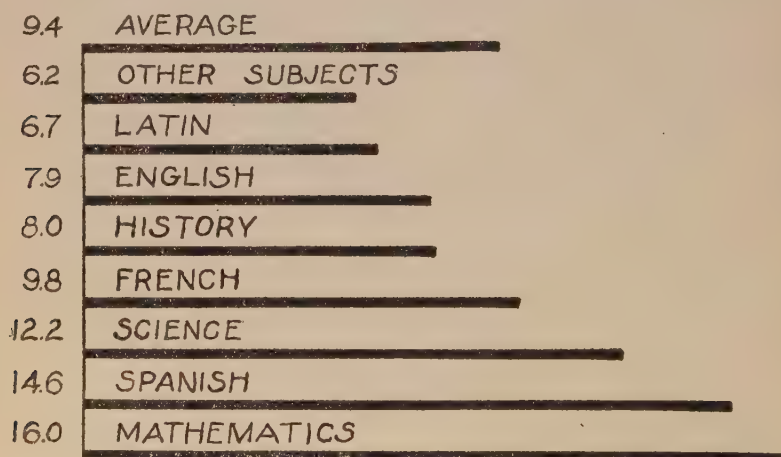 9.4 AVERAGE
6.2 OTHER SUBJECTS
6.7 LATIN
7.9 ENGLISH
8.0 HISTORY
9.8 FRENCH
12.2 SCIENCE
14.6 SPANISH
16.0 MATHEMATICS